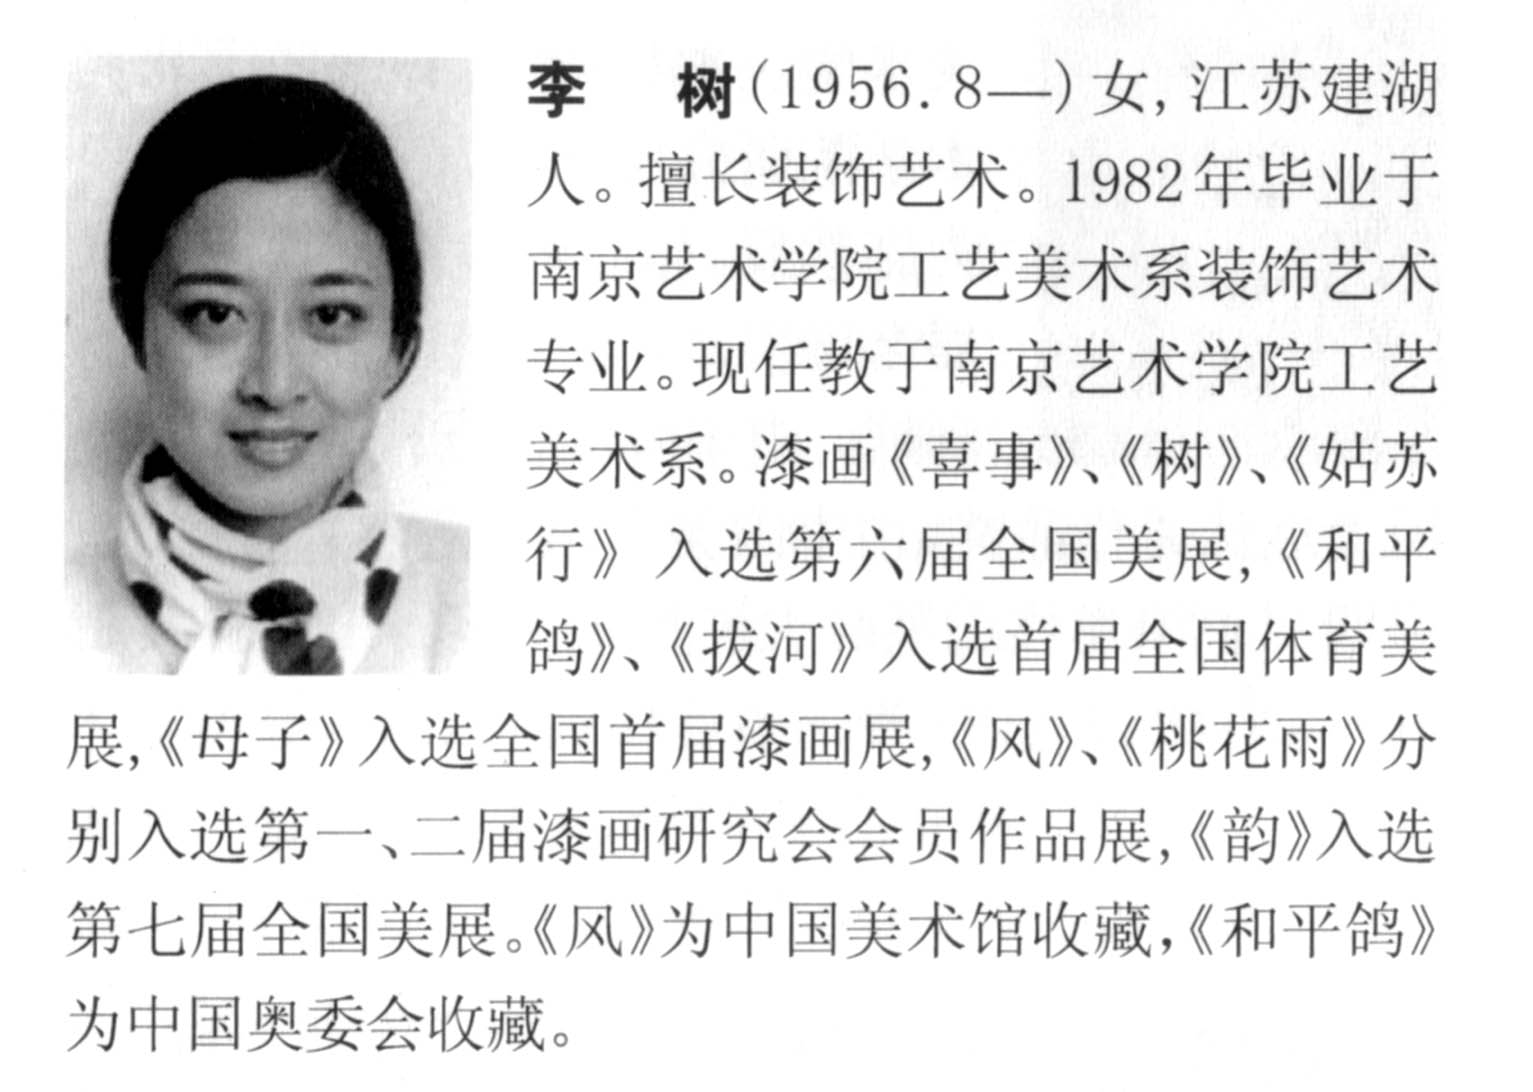 李 树(1956.8—)女,江苏建湖
人。擅长装饰艺术。1982年毕业于
南京艺术学院工艺美术系装饰艺术
专业。现任教于南京艺术学院工艺
美术系。漆画《喜事》、《树》、《姑苏
行》入选第六届全国美展,《和平
鸽》、《拔河》入选首届全国体育美
展,《母子》入选全国首届漆画展,《风》、《桃花雨》分
别入选第一、二届漆画研究会会员作品展,《韵》入选
第七届全国美展。《风》为中国美术馆收藏,《和平鸽》
为中国奥委会收藏。